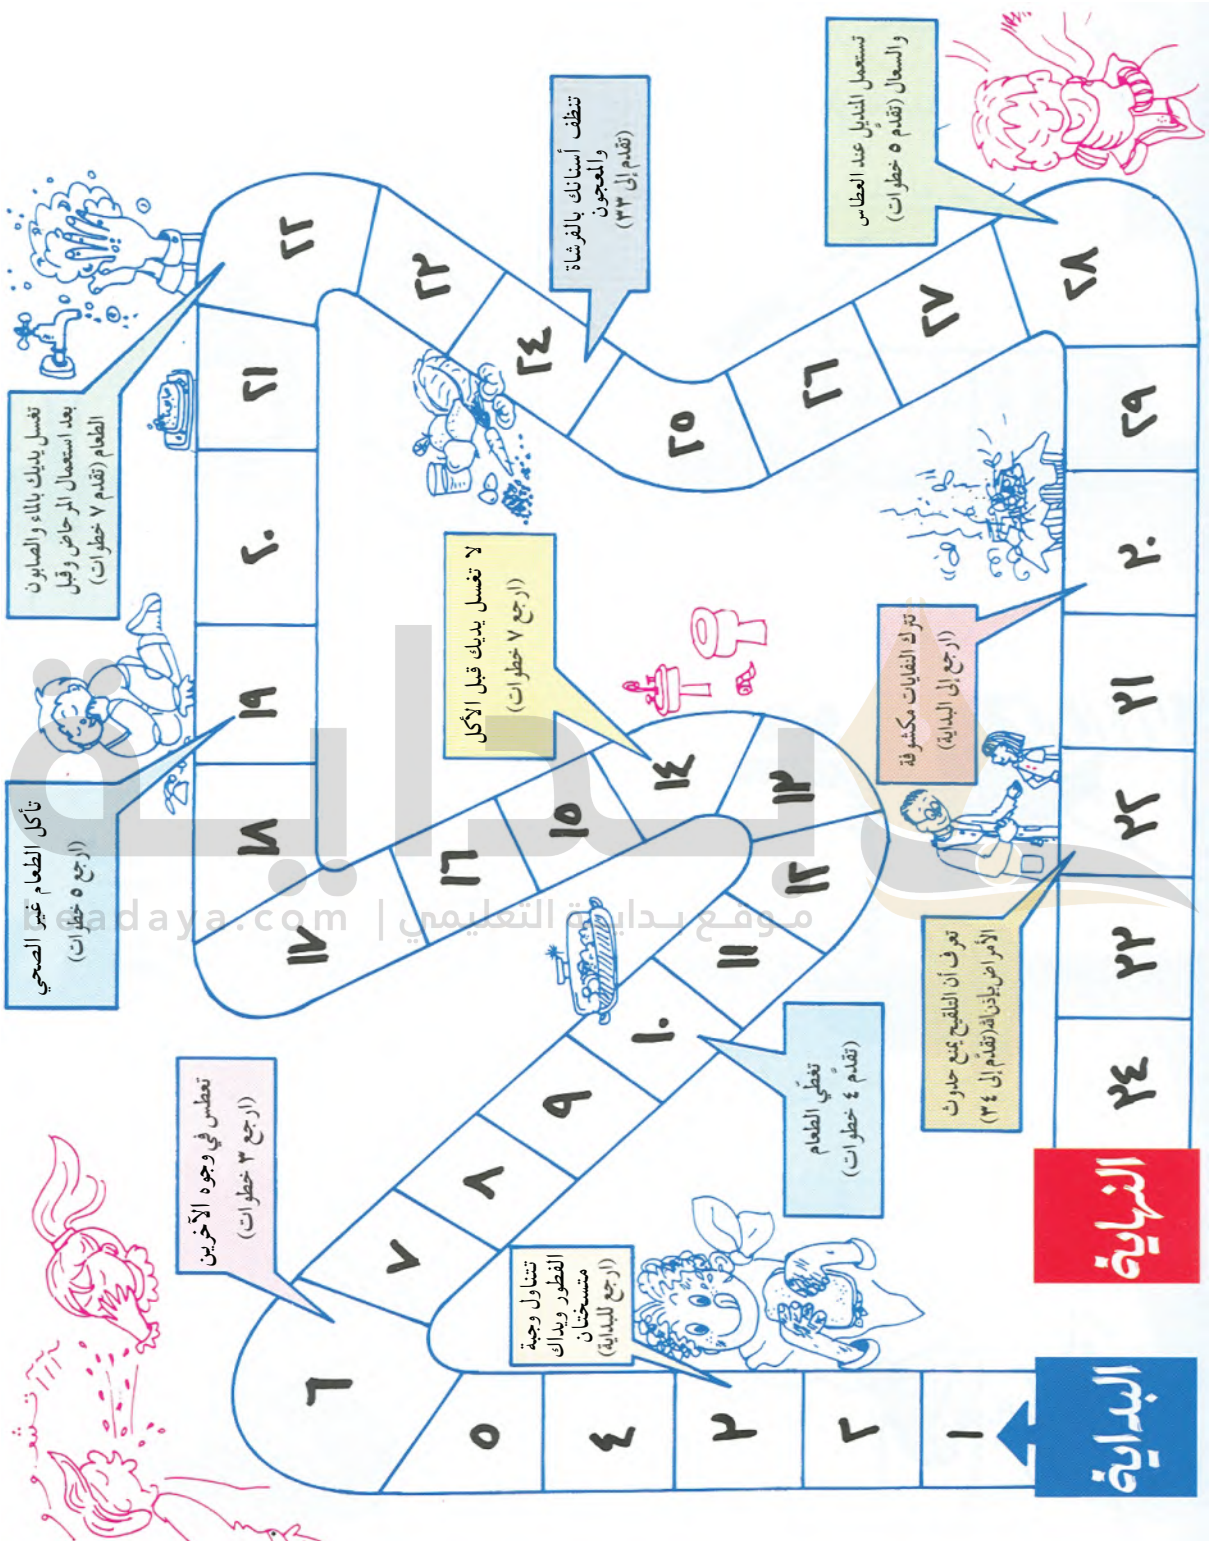 البداية
١
٢
٣
تتناول وجبة
الفطور ويداك
متسختان
(ارجع للبداية)
٤
٥
٦
تعطس في وجوه الآخرين
(ارجع ٣ خطوات)
٧
٨
٩
١٠
تغطّي الطعام
(تقدّم ٤ خطوات)
١١
١٢
١٣
١٤
لا تغسل يديك قبل الأكل
(ارجع ٧ خطوات)
١٥
١٦
١٧
١٨
١٩
تأكل الطعام غير الصحي
(ارجع ٥ خطوات)
٢٠
٢١
٢٢
تغسل يديك بالماء والصابون
بعد استعمال المرحاض وقبل
الطعام (تقدم ٧ خطوات)
٢٣
٢٤
تنظف أسنانك بالفرشاة
والمعجون
(تقدم إلى ٣٣)
٢٥
٢٦
٢٧
٢٨
تستعمل المنديل عند العطاس
والسعال (تقدّم ٥ خطوات)
٢٩
٣٠
تترك النفايات مكشوفة
(ارجع إلى البداية)
٣١
٣٢
تعرف أن التلقيح يمنع حدوث
الأمراض بإذن الله (تقدّم إلى ٣٤)
٣٣
٣٤
النهاية
بداية
beadaya.com | موقع بداية التعليمي